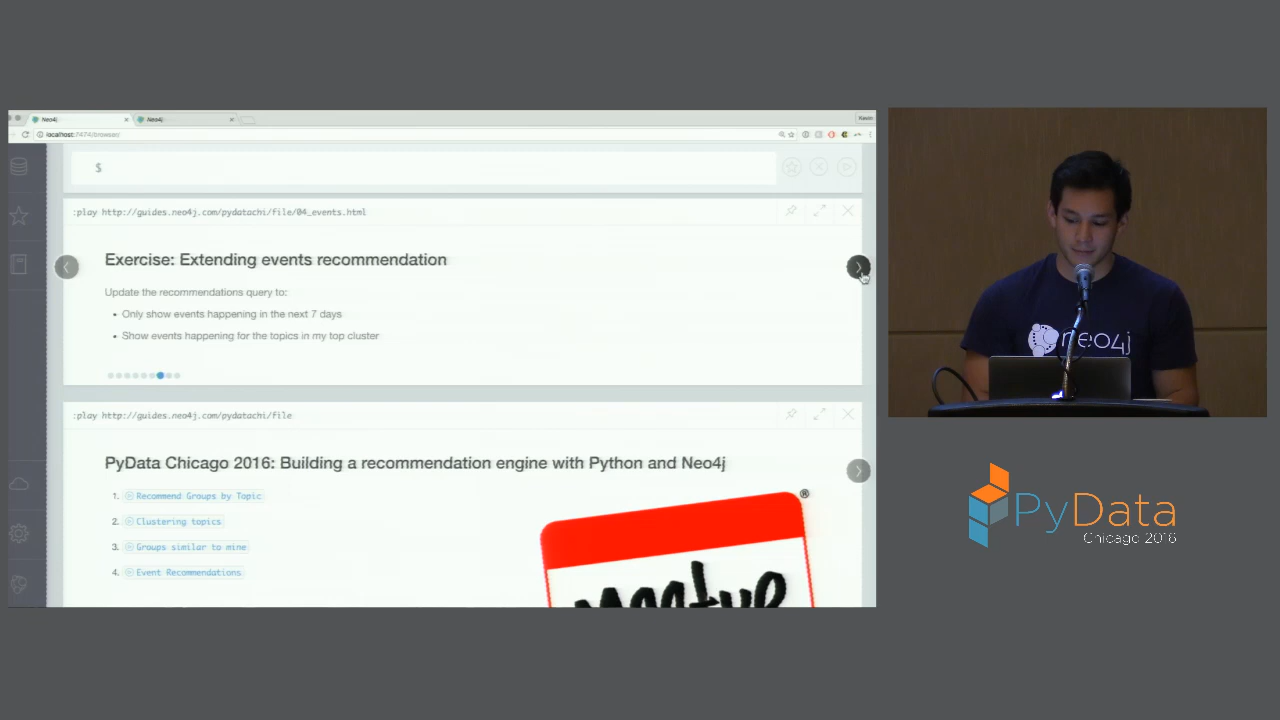 Neo4j
Neo4j
Kevin
localhost:7474/browser/
$
:play http://guides.neo4j.com/pydatachi/file/04_events.html
Exercise: Extending events recommendation
Update the recommendations query to:
• Only show events happening in the next 7 days
• Show events happening for the topics in my top cluster
:play http://guides.neo4j.com/pydatachi/file
PyData Chicago 2016: Building a recommendation engine with Python and Neo4j
1. Recommend Groups by Topic
2. Clustering topics
3. Groups similar to mine
4. Event Recommendations
®
meetup
neo4j
PyData
Chicago 2016